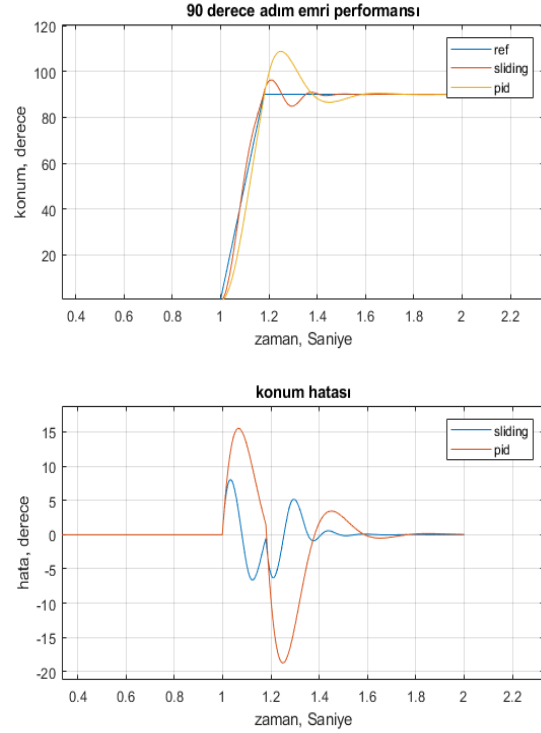 90 derece adım emri performansı
120
100
80
60
40
20
konum, derece
ref
sliding
pid
0.4 0.6 0.8 1 1.2 1.4 1.6 1.8 2 2.2
zaman, Saniye
konum hatası
15
10
5
0
-5
-10
-15
-20
hata, derece
sliding
pid
0.4 0.6 0.8 1 1.2 1.4 1.6 1.8 2 2.2
zaman, Saniye